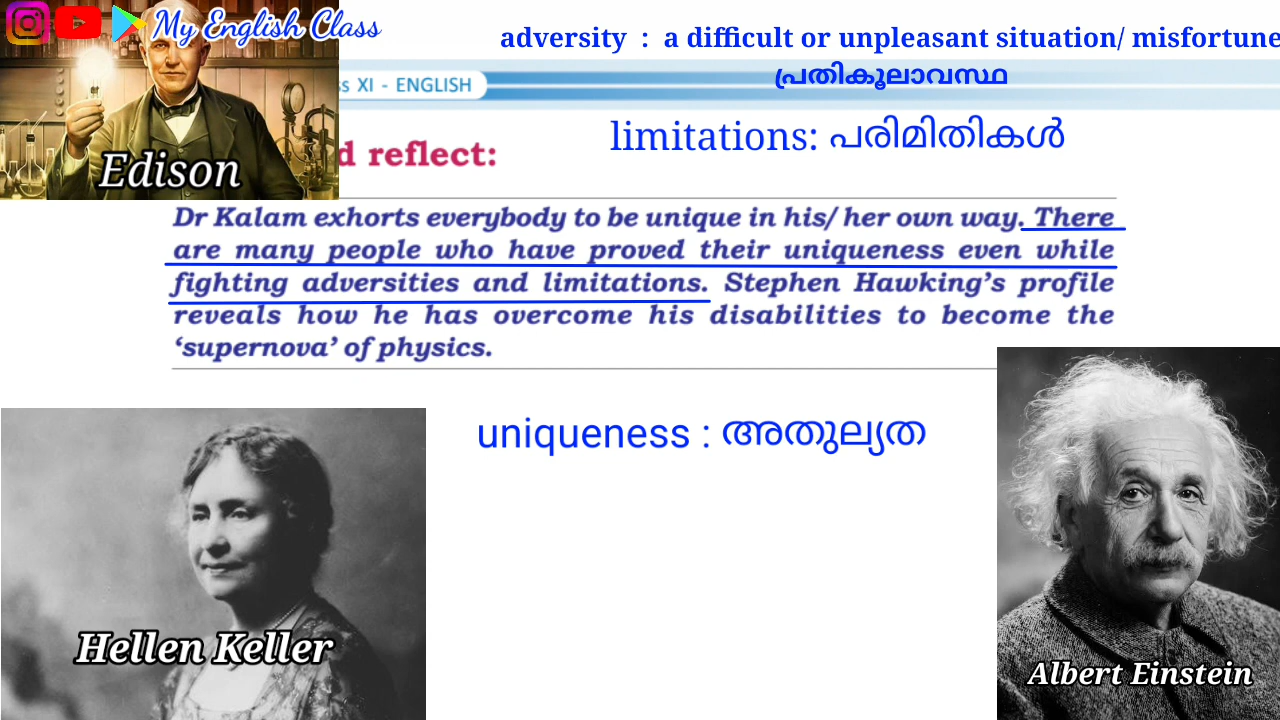 My English Class
adversity : a difficult or unpleasant situation/ misfortune
പ്രതികൂലാവസ്ഥ
ss XI - ENGLISH
limitations: പരിമിതികൾ
d reflect:
Edison
Dr Kalam exhorts everybody to be unique in his/ her own way. There
are many people who have proved their uniqueness even while
fighting adversities and limitations. Stephen Hawking's profile
reveals how he has overcome his disabilities to become the
'supernova' of physics.
uniqueness : അതുല്യത
Hellen Keller
Albert Einstein